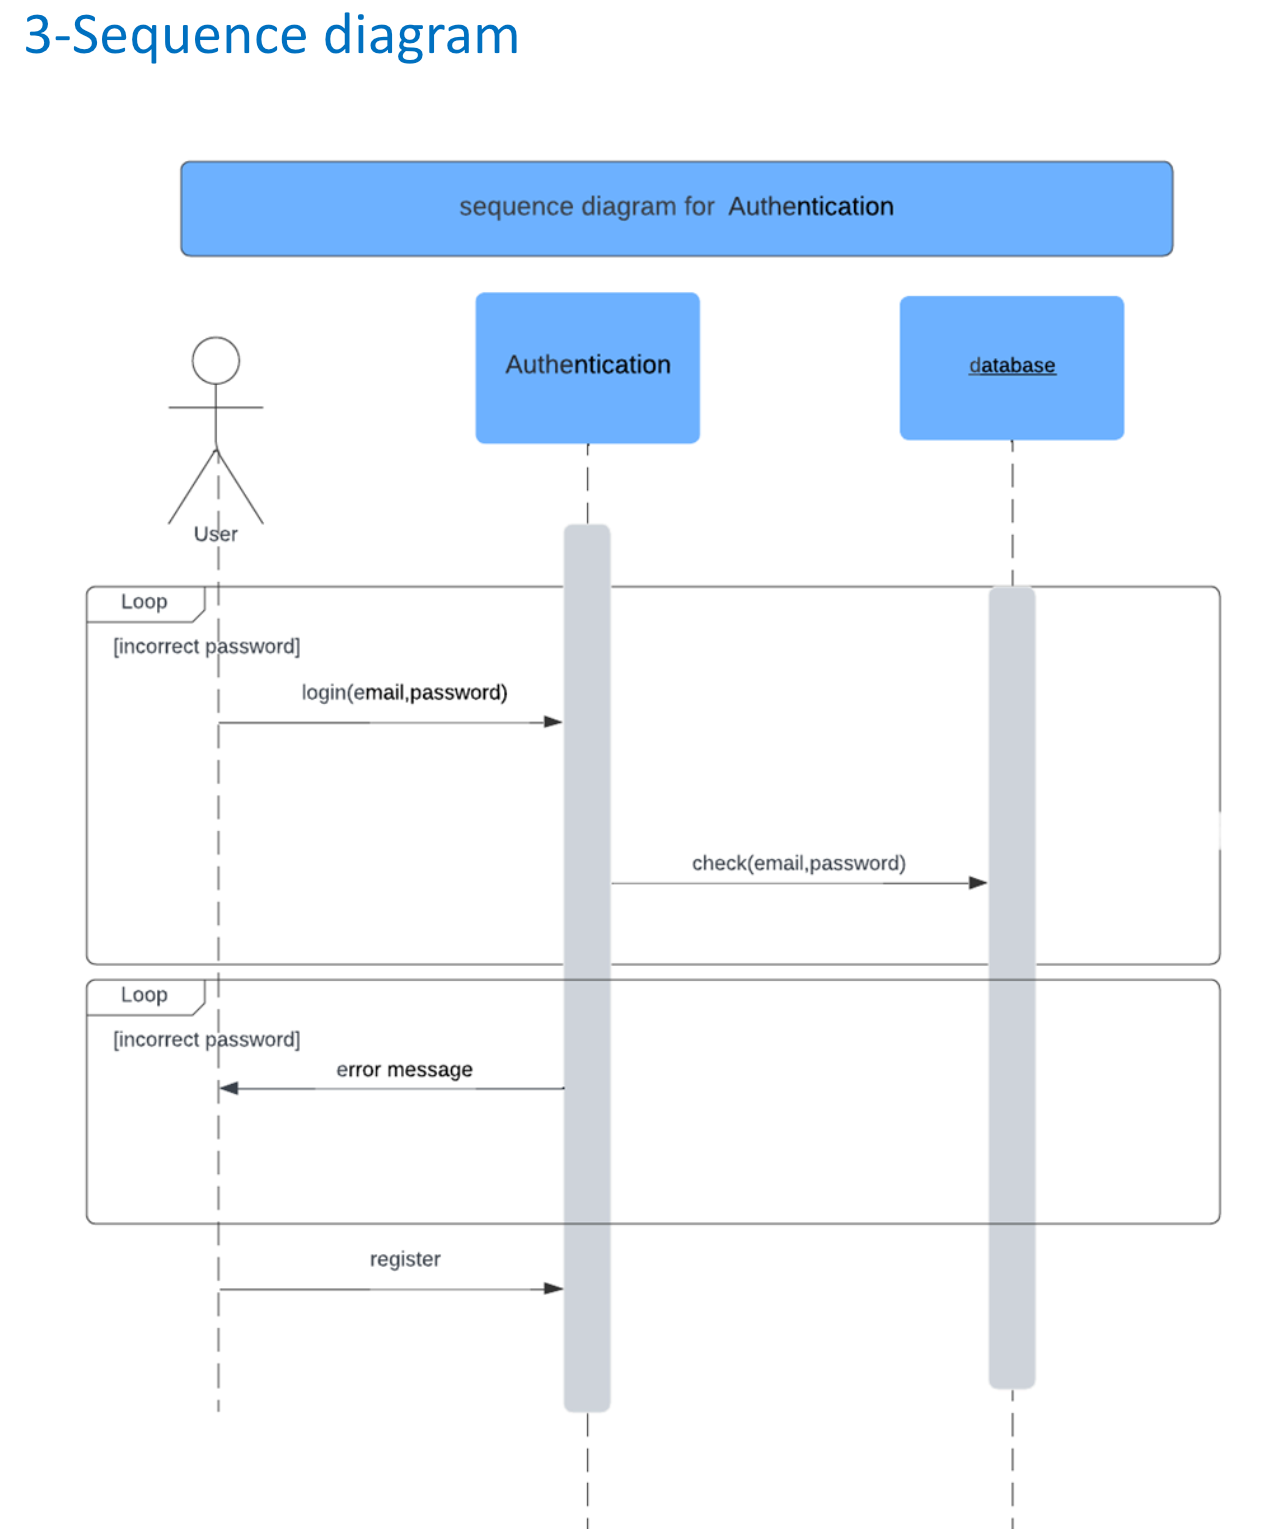 3-Sequence diagram
sequence diagram for Authentication
Authentication
database
User
Loop
[incorrect password]
login(email,password)
check(email,password)
Loop
[incorrect password]
error message
register